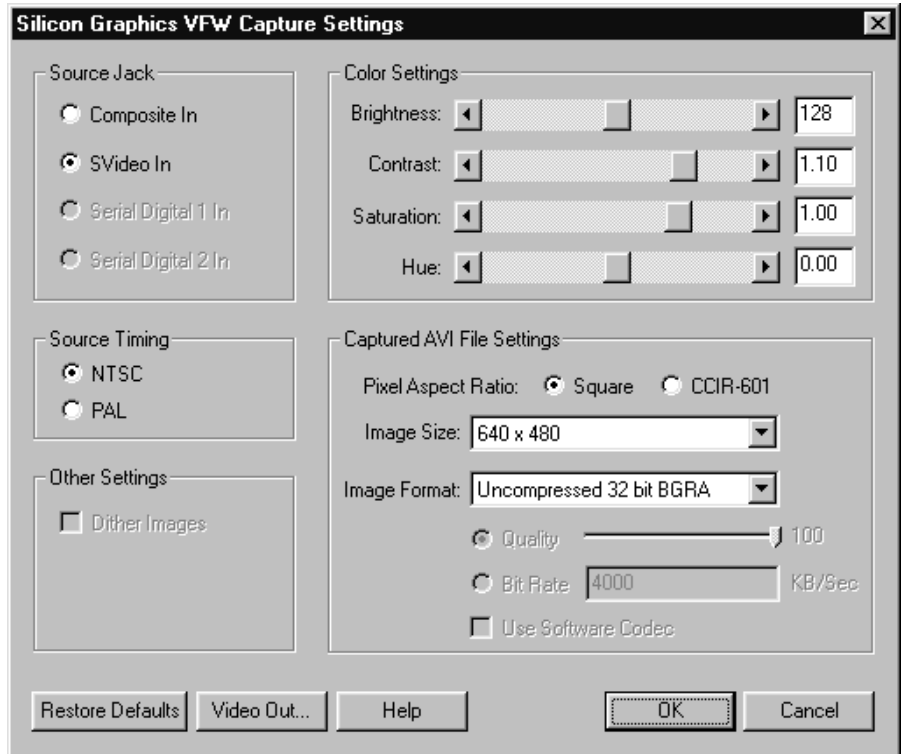 Silicon Graphics VFW Capture Settings
Source Jack
Composite In
SVideo In
Serial Digital 1 In
Serial Digital 2 In
Color Settings
Brightness: 128
Contrast: 1.10
Saturation: 1.00
Hue: 0.00
Source Timing
NTSC
PAL
Other Settings
Dither Images
Captured AVI File Settings
Pixel Aspect Ratio: Square CCIR-601
Image Size: 640 x 480
Image Format: Uncompressed 32 bit BGRA
Quality 100
Bit Rate 4000 KB/Sec
Use Software Codec
Restore Defaults Video Out... Help OK Cancel